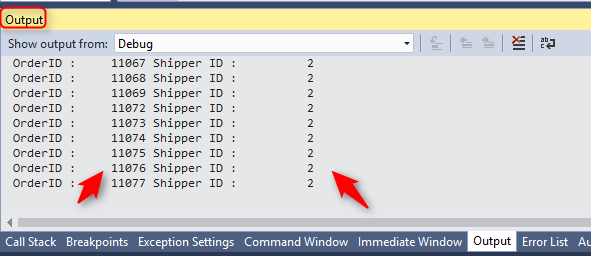 Output
Show output from: Debug
OrderID : 11067 Shipper ID : 2
OrderID : 11068 Shipper ID : 2
OrderID : 11069 Shipper ID : 2
OrderID : 11072 Shipper ID : 2
OrderID : 11073 Shipper ID : 2
OrderID : 11074 Shipper ID : 2
OrderID : 11075 Shipper ID : 2
OrderID : 11076 Shipper ID : 2
OrderID : 11077 Shipper ID : 2
Call Stack Breakpoints Exception Settings Command Window Immediate Window Output Error List Au